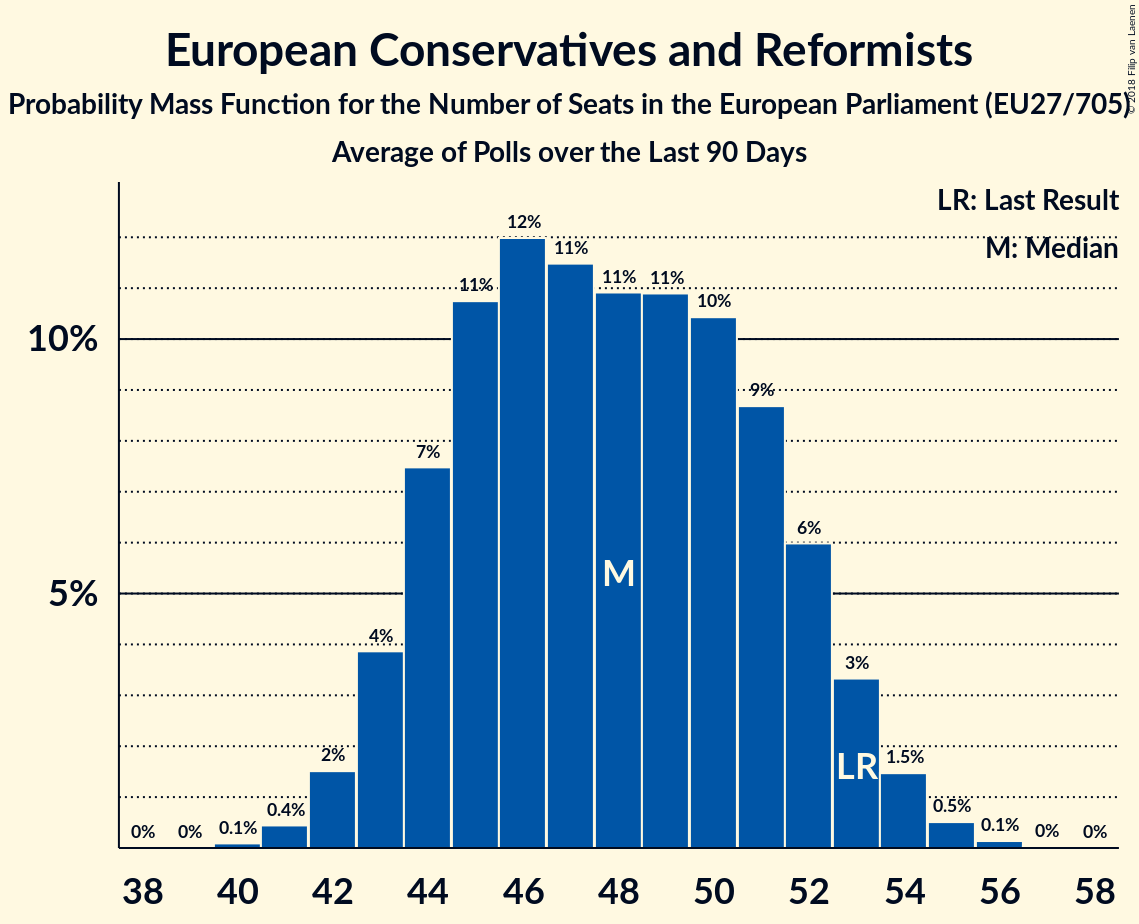 European Conservatives and Reformists
Probability Mass Function for the Number of Seats in the European Parliament (EU27/705)
Average of Polls over the Last 90 Days
© 2018 Filip van Laenen
LR: Last Result
M: Median
10%
5%
0%
0%
0.1%
0.4%
2%
4%
7%
11%
12%
11%
11%
11%
10%
9%
6%
3%
1.5%
0.5%
0.1%
0%
0%
M
LR
38 40 42 44 46 48 50 52 54 56 58